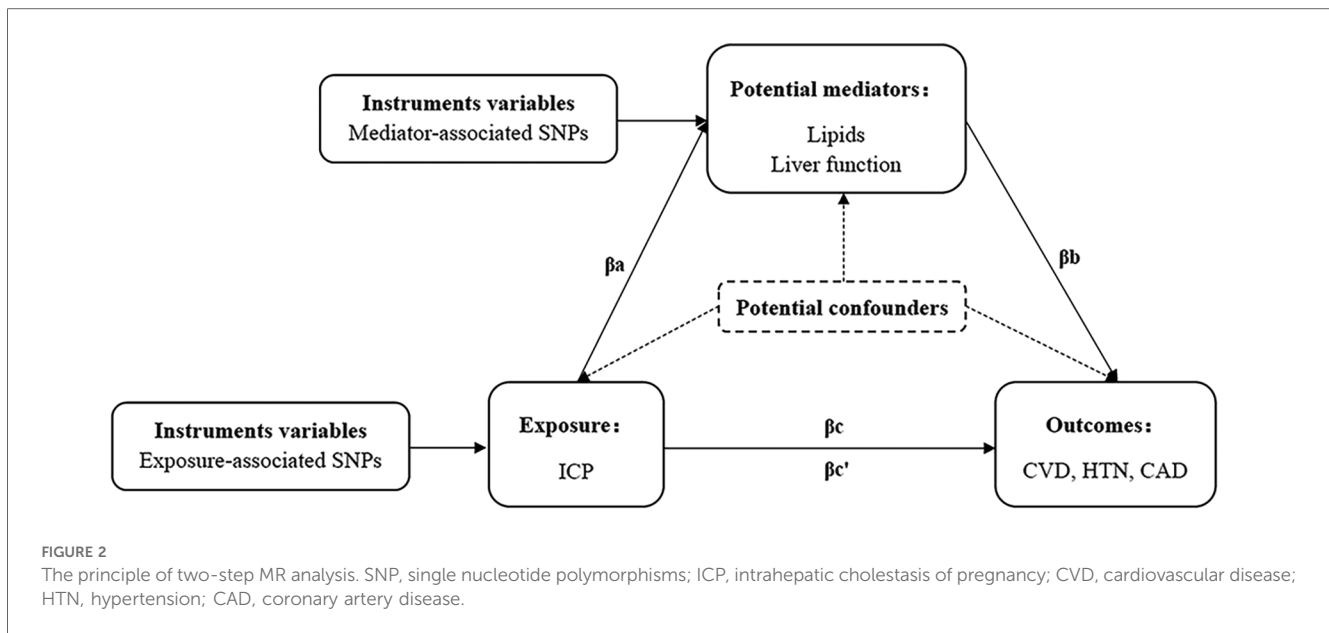 Potential mediators：
Lipids
Liver function
Instruments variables
Mediator-associated SNPs
βa
βb
Potential confounders
Instruments variables
Exposure-associated SNPs
Exposure：
ICP
βc
βc'
Outcomes：
CVD, HTN, CAD
FIGURE 2
The principle of two-step MR analysis. SNP, single nucleotide polymorphisms; ICP, intrahepatic cholestasis of pregnancy; CVD, cardiovascular disease;
HTN, hypertension; CAD, coronary artery disease.